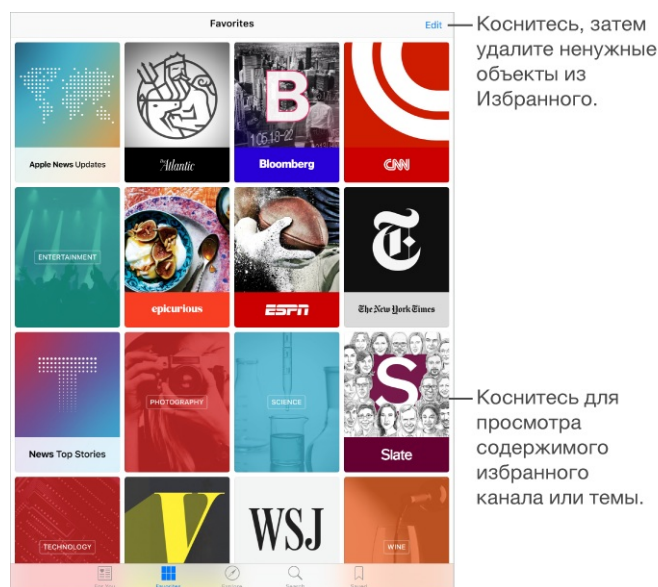 Favorites
Edit
Коснитесь, затем
удалите ненужные
объекты из
Избранного.
Apple News Updates
The Atlantic
B
Bloomberg
CNN
ENTERTAINMENT
epicurious
ESPN
T
The New York Times
T
News Top Stories
PHOTOGRAPHY
SCIENCE
S
Slate
Коснитесь для
просмотра
содержимого
избранного
канала или темы.
TECHNOLOGY
V
WSJ
WINE
Favorites
Search